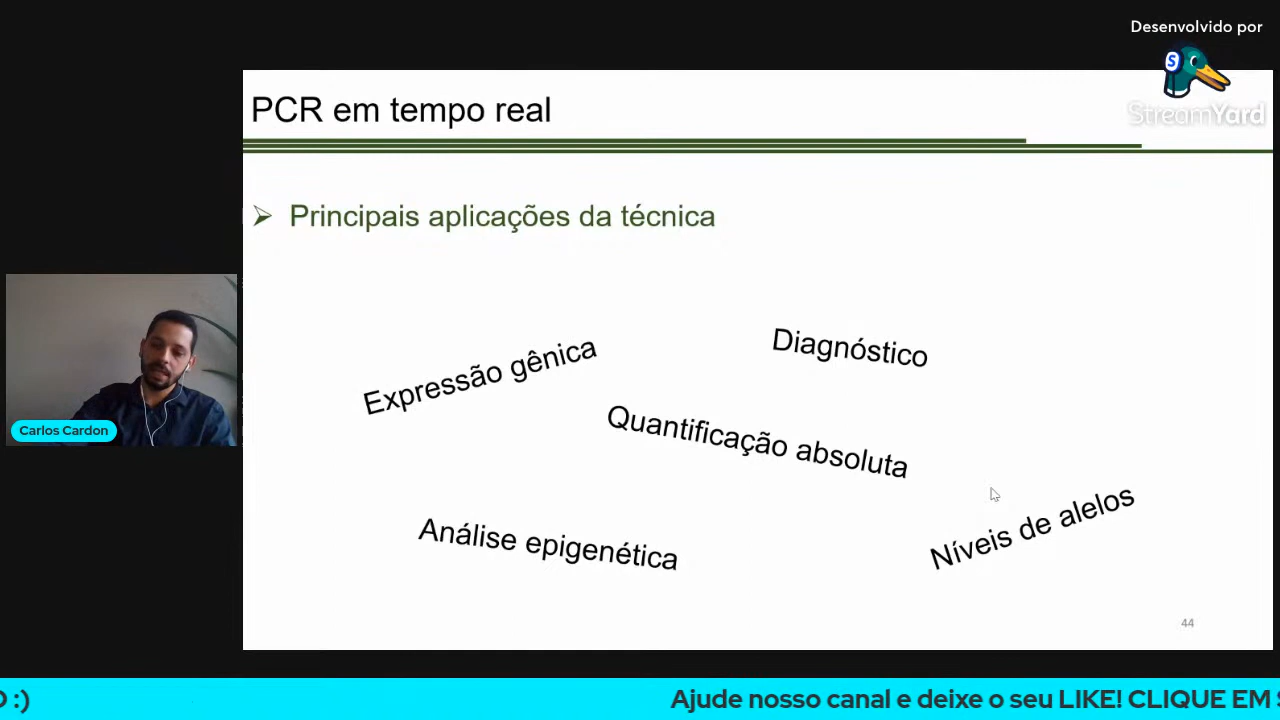 Desenvolvido por
S
StreamYard
PCR em tempo real
Principais aplicações da técnica
Diagnóstico
Expressão gênica
Quantificação absoluta
Níveis de alelos
Análise epigenética
Carlos Cardon
44
:)
Ajude nosso canal e deixe o seu LIKE! CLIQUE EM